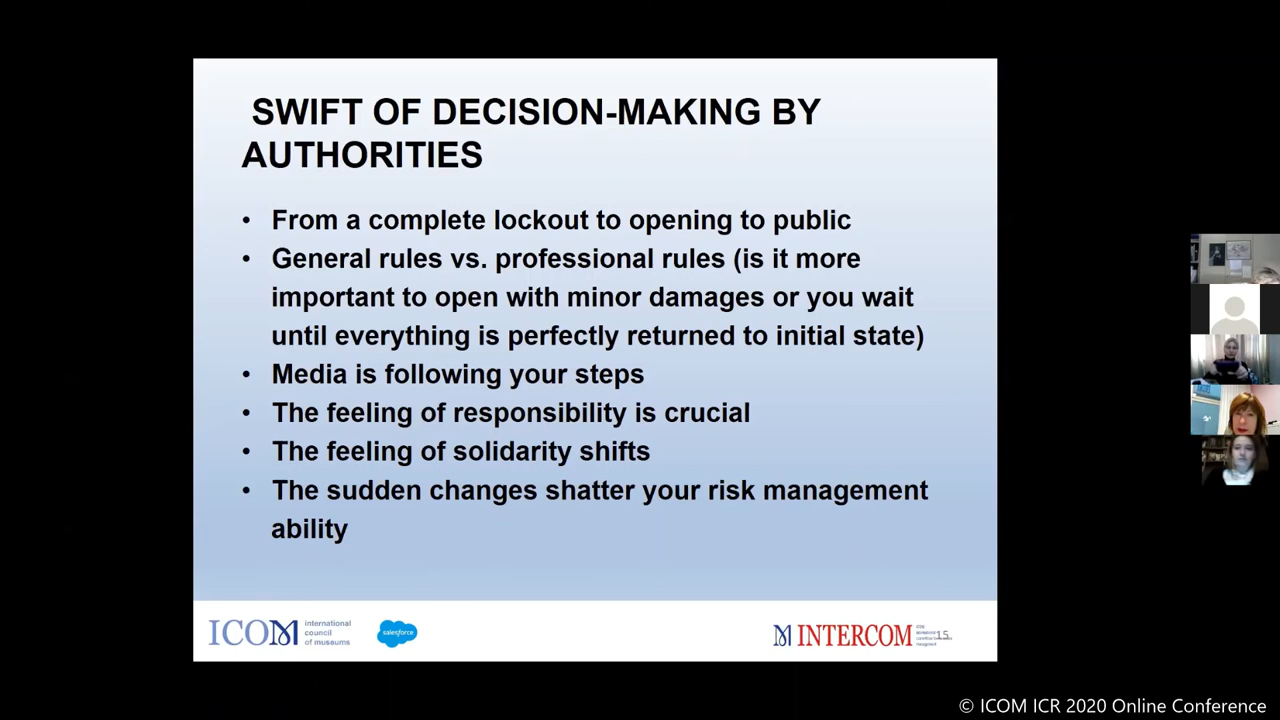 SWIFT OF DECISION-MAKING BY
AUTHORITIES
• From a complete lockout to opening to public
• General rules vs. professional rules (is it more
important to open with minor damages or you wait
until everything is perfectly returned to initial state)
• Media is following your steps
• The feeling of responsibility is crucial
• The feeling of solidarity shifts
• The sudden changes shatter your risk management
ability
ICOM international
council
of museums
salesforce
INTERCOM
15
© ICOM ICR 2020 Online Conference